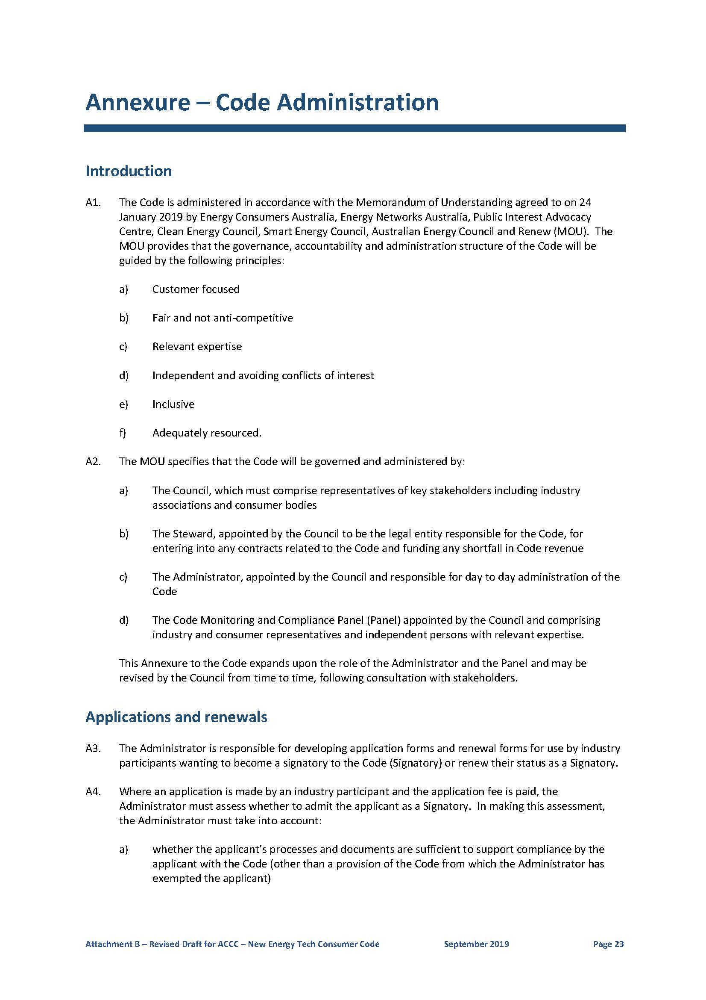 Annexure – Code Administration
Introduction
A1. The Code is administered in accordance with the Memorandum of Understanding agreed to on 24
January 2019 by Energy Consumers Australia, Energy Networks Australia, Public Interest Advocacy
Centre, Clean Energy Council, Smart Energy Council, Australian Energy Council and Renew (MOU).  The
MOU provides that the governance, accountability and administration structure of the Code will be
guided by the following principles:
a) Customer focused
b) Fair and not anti-competitive
c) Relevant expertise
d) Independent and avoiding conflicts of interest
e) Inclusive
f) Adequately resourced.
A2. The MOU specifies that the Code will be governed and administered by:
a) The Council, which must comprise representatives of key stakeholders including industry
associations and consumer bodies
b) The Steward, appointed by the Council to be the legal entity responsible for the Code, for
entering into any contracts related to the Code and funding any shortfall in Code revenue
c) The Administrator, appointed by the Council and responsible for day to day administration of the
Code
d) The Code Monitoring and Compliance Panel (Panel) appointed by the Council and comprising
industry and consumer representatives and independent persons with relevant expertise.
This Annexure to the Code expands upon the role of the Administrator and the Panel and may be
revised by the Council from time to time, following consultation with stakeholders.
Applications and renewals
A3. The Administrator is responsible for developing application forms and renewal forms for use by industry
participants wanting to become a signatory to the Code (Signatory) or renew their status as a Signatory.
A4. Where an application is made by an industry participant and the application fee is paid, the
Administrator must assess whether to admit the applicant as a Signatory.  In making this assessment,
the Administrator must take into account:
a) whether the applicant’s processes and documents are sufficient to support compliance by the
applicant with the Code (other than a provision of the Code from which the Administrator has
exempted the applicant)
Attachment B – Revised Draft for ACCC – New Energy Tech Consumer Code September 2019 Page 23